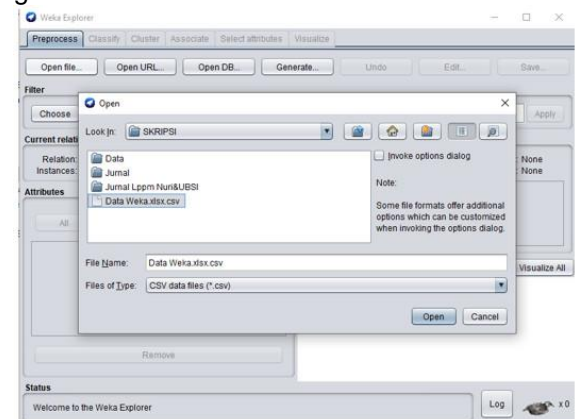 Weka Explorer
Preprocess Classify Cluster Associate Select attributes Visualize
Open file... Open URL... Open DB... Generate... Undo Edit... Save...
Filter
Choose Apply
Open
Look In: SKRIPSI
Current relati
Relation: None
Instances: None
Data
Jurnal
Jurnal Lppm Nuri&UBSI
Data Weka.xlsx.csv
Invoke options dialog
Note:
Some file formats offer additional
options which can be customized
when invoking the options dialog.
Attributes
All
File Name: Data Weka.xlsx.csv
Visualize All
Files of Type: CSV data files (*.csv)
Open Cancel
Remove
Status
Welcome to the Weka Explorer
Log x 0